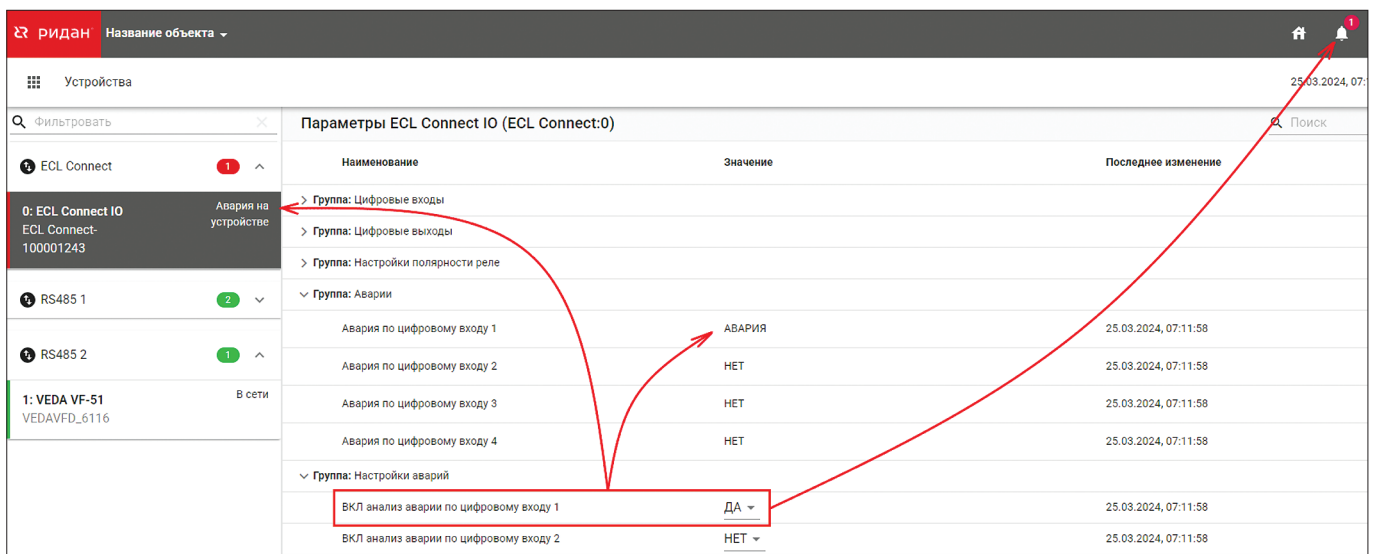 ридан
Название объекта
1
Устройства
25.03.2024, 07:
Фильтровать
Параметры ECL Connect IO (ECL Connect:0)
Поиск
ECL Connect
1
Наименование
Значение
Последнее изменение
0: ECL Connect IO
Авария на
ECL Connect-
устройстве
100001243
Группа: Цифровые входы
Группа: Цифровые выходы
Группа: Настройки полярности реле
RS485 1
2
Группа: Аварии
Авария по цифровому входу 1
АВАРИЯ
25.03.2024, 07:11:58
RS485 2
1
Авария по цифровому входу 2
НЕТ
25.03.2024, 07:11:58
1: VEDA VF-51
В сети
VEDAVFD_6116
Авария по цифровому входу 3
НЕТ
25.03.2024, 07:11:58
Авария по цифровому входу 4
НЕТ
25.03.2024, 07:11:58
Группа: Настройки аварий
ВКЛ анализ аварии по цифровому входу 1
ДА
25.03.2024, 07:11:58
ВКЛ анализ аварии по цифровому входу 2
НЕТ
25.03.2024, 07:11:58